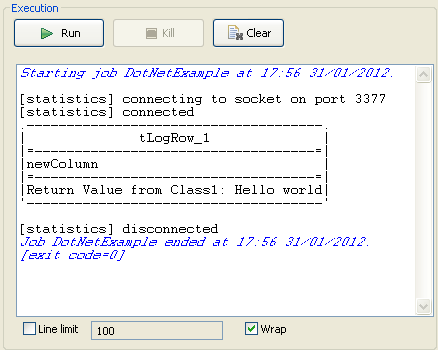 Execution
Run Kill Clear
Starting job DotNetExample at 17:56 31/01/2012.
[statistics] connecting to socket on port 3377
[statistics] connected
.----------------------------------.
|             tLogRow_1            |
|=--------------------------------=|
|newColumn                         |
|=--------------------------------=|
|Return Value from Class1: Hello world|
'----------------------------------'
[statistics] disconnected
Job DotNetExample ended at 17:56 31/01/2012.
[exit code=0]
Line limit 100 Wrap